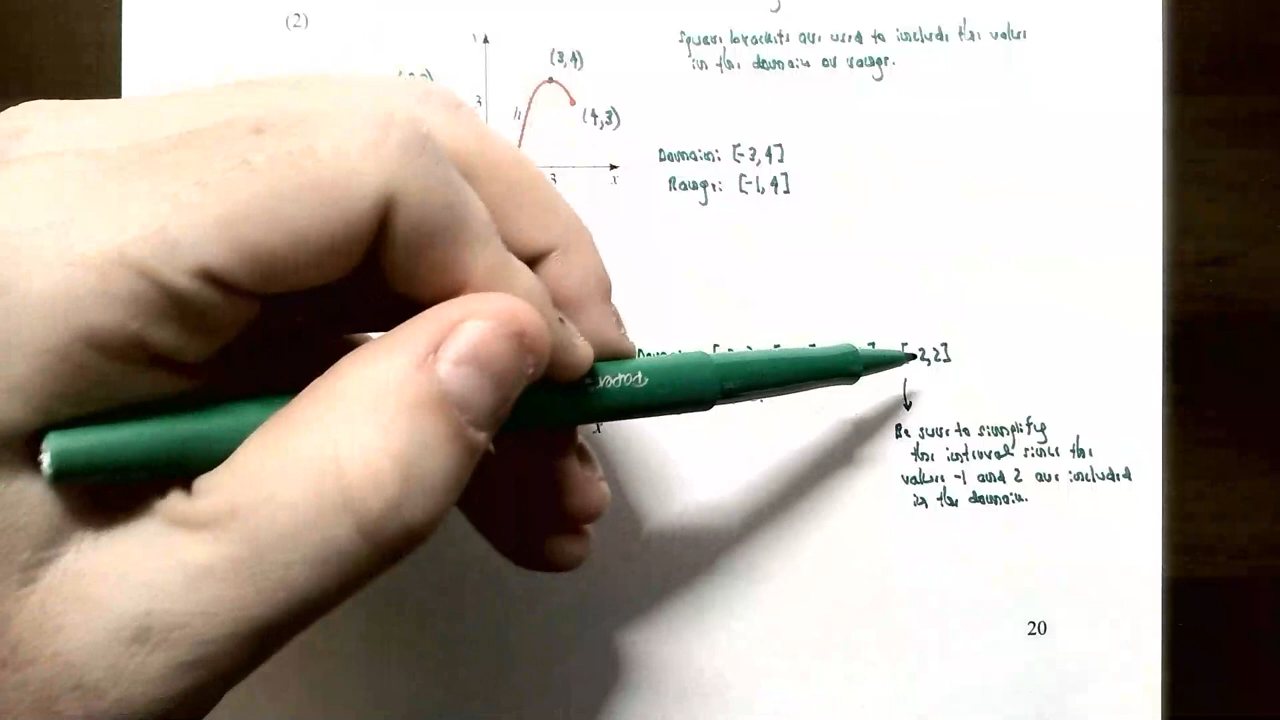 (2)
Square brackets are used to include the values
in the domain or range.
(3,4)
3
h
(4,3)
3
x
Domain: [-3,4]
Range: [-1,4]
2,2]
Paper
x
Be sure to simplify
the interval since the
values -1 and 2 are included
in the domain.
20